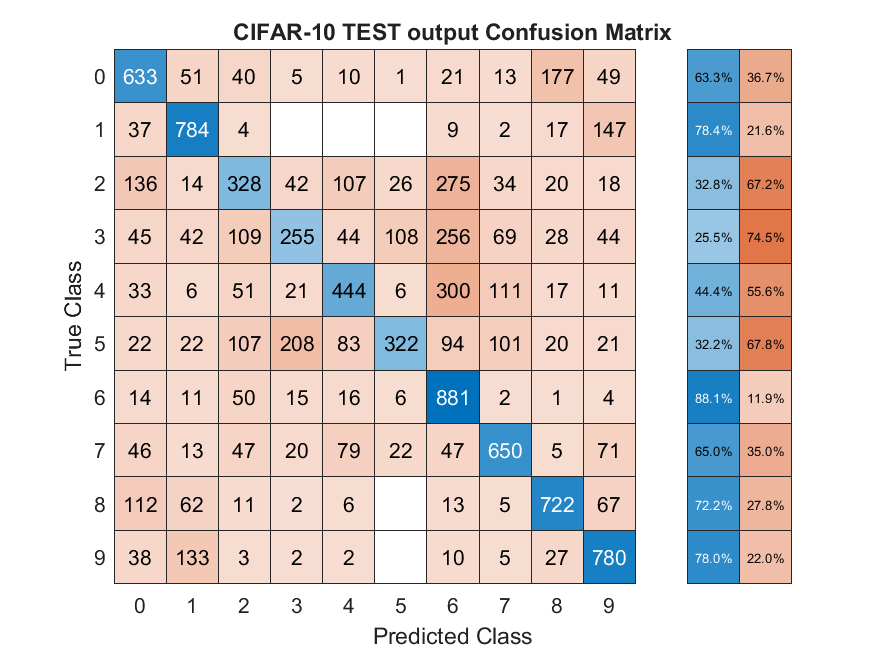 CIFAR-10 TEST output Confusion Matrix
0 633 51 40 5 10 1 21 13 177 49 63.3% 36.7%
1 37 784 4 9 2 17 147 78.4% 21.6%
2 136 14 328 42 107 26 275 34 20 18 32.8% 67.2%
3 45 42 109 255 44 108 256 69 28 44 25.5% 74.5%
4 33 6 51 21 444 6 300 111 17 11 44.4% 55.6%
5 22 22 107 208 83 322 94 101 20 21 32.2% 67.8%
6 14 11 50 15 16 6 881 2 1 4 88.1% 11.9%
7 46 13 47 20 79 22 47 650 5 71 65.0% 35.0%
8 112 62 11 2 6 13 5 722 67 72.2% 27.8%
9 38 133 3 2 2 10 5 27 780 78.0% 22.0%
0 1 2 3 4 5 6 7 8 9
Predicted Class
True Class